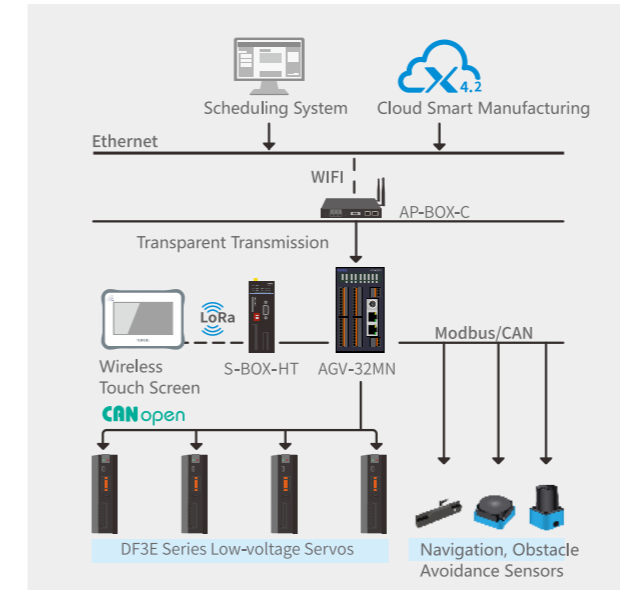 4.2
Scheduling System
Cloud Smart Manufacturing
Ethernet
WIFI
AP-BOX-C
Transparent Transmission
LoRa
Modbus/CAN
Wireless
Touch Screen
S-BOX-HT
AGV-32MN
CANopen
DF3E Series Low-voltage Servos
Navigation, Obstacle
Avoidance Sensors